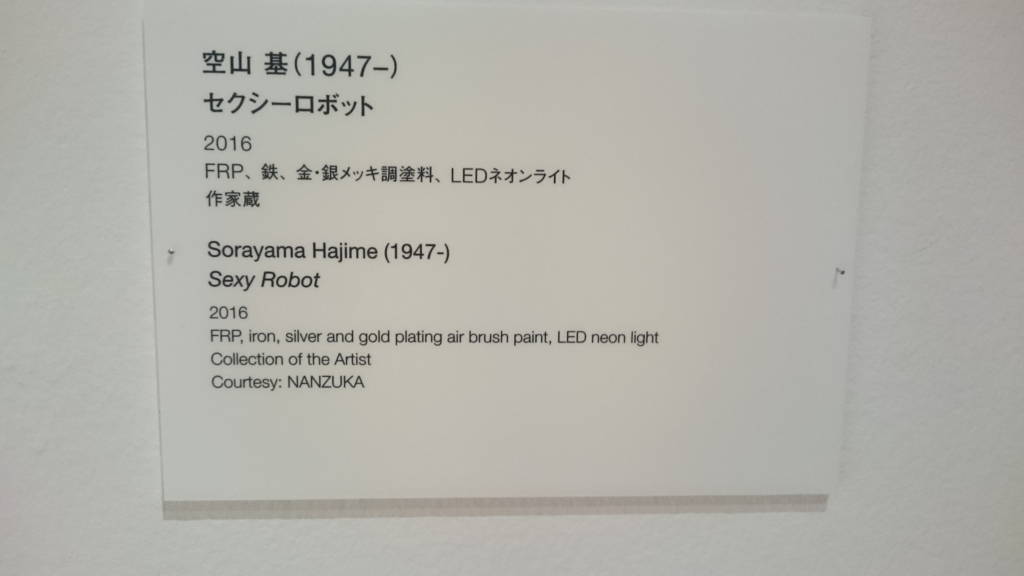 空山 基(1947–)
セクシーロボット
2016
FRP、鉄、金・銀メッキ調塗料、LEDネオンライト
作家蔵
Sorayama Hajime (1947-)
Sexy Robot
2016
FRP, iron, silver and gold plating air brush paint, LED neon light
Collection of the Artist
Courtesy: NANZUKA